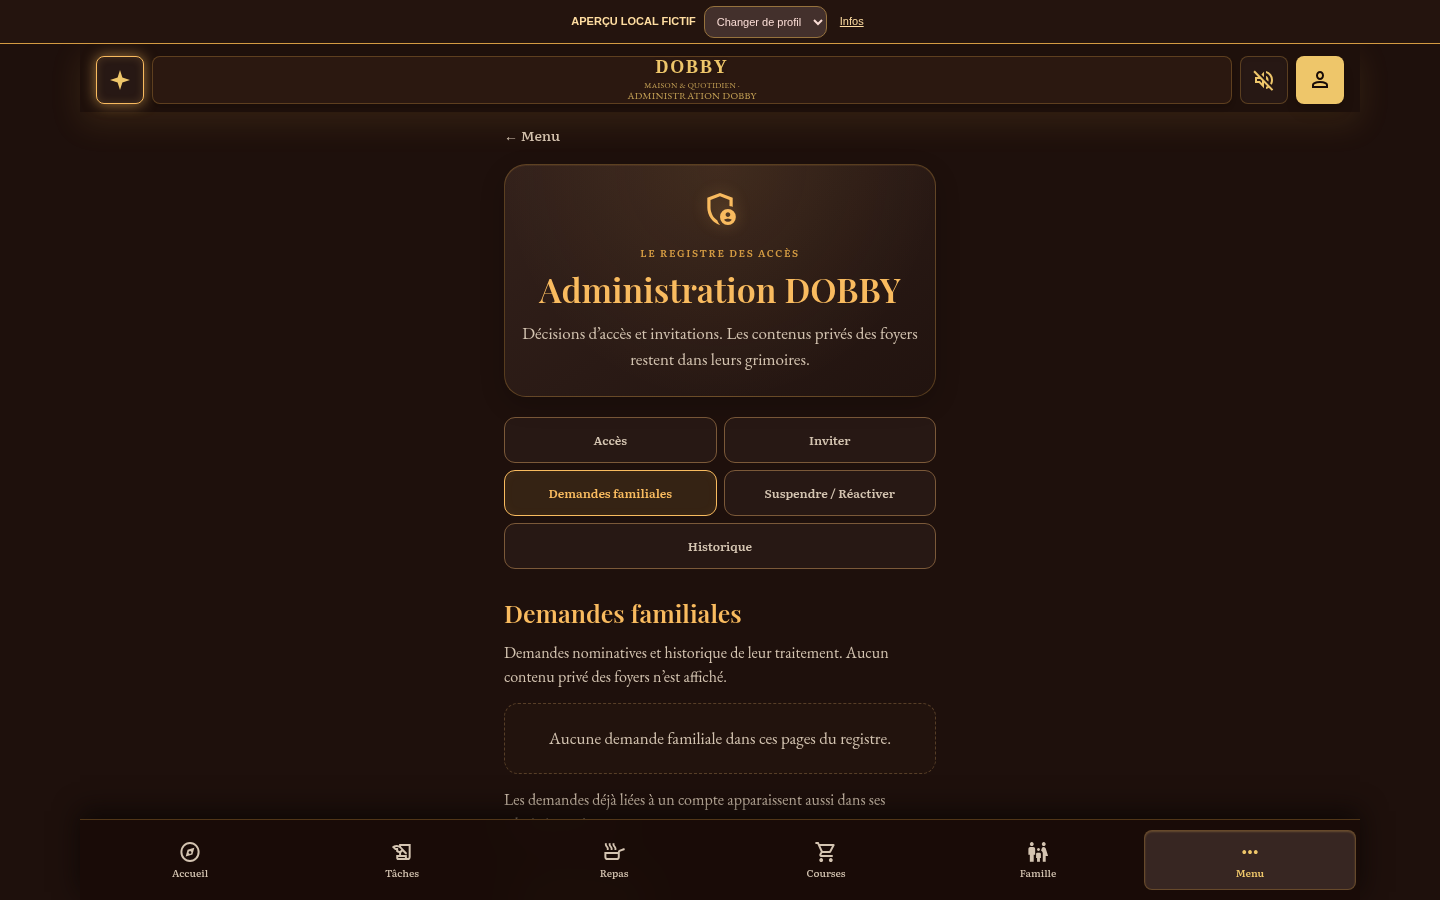 APERÇU LOCAL FICTIF Changer de profil Infos
DOBBY
MAISON & QUOTIDIEN ·
ADMINISTRATION DOBBY
← Menu
LE REGISTRE DES ACCÈS
Administration DOBBY
Décisions d’accès et invitations. Les contenus privés des foyers
restent dans leurs grimoires.
Accès Inviter
Demandes familiales Suspendre / Réactiver
Historique
Demandes familiales
Demandes nominatives et historique de leur traitement. Aucun
contenu privé des foyers n’est affiché.
Aucune demande familiale dans ces pages du registre.
Les demandes déjà liées à un compte apparaissent aussi dans ses
Accueil Tâches Repas Courses Famille Menu